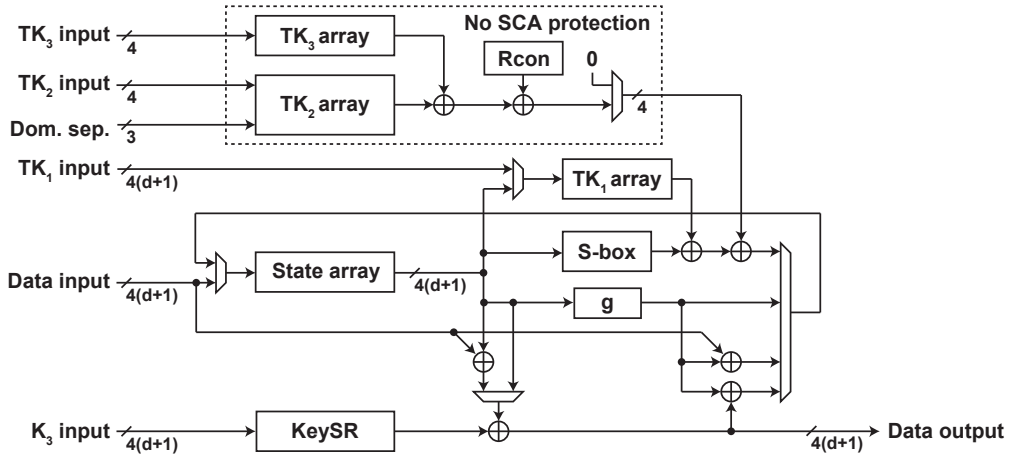 No SCA protection
TK3 input
4
TK3 array
Rcon
0
TK2 input
4
TK2 array
4
Dom. sep.
3
TK1 input
4(d+1)
TK1 array
S-box
Data input
4(d+1)
State array
4(d+1)
g
K3 input
4(d+1)
KeySR
4(d+1)
Data output